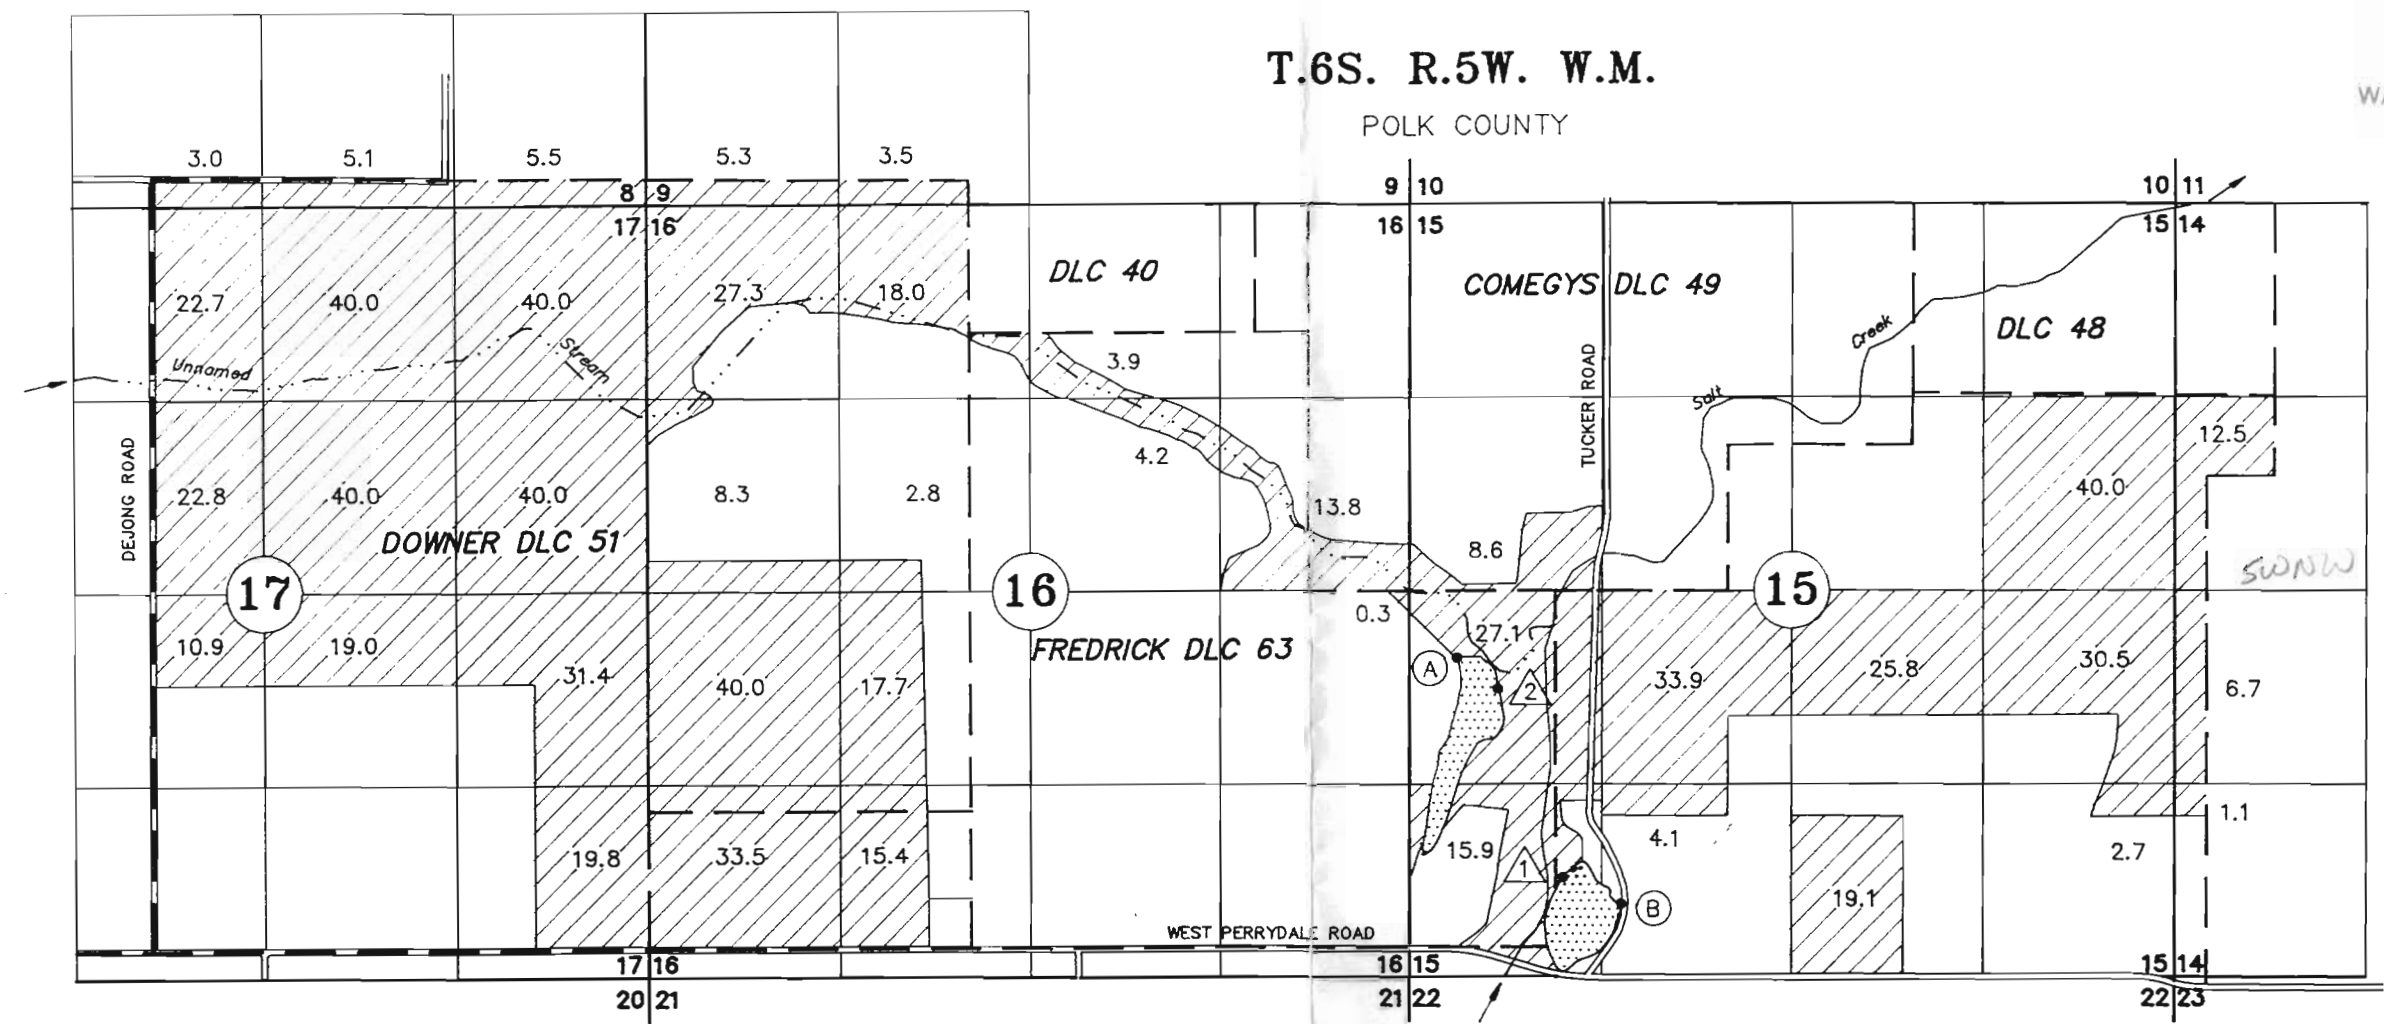 T.6S. R.5W. W.M.
POLK COUNTY
3.0 5.1 5.5 5.3 3.5
8 9 9 10 10 11
17 16 16 15 15 14
DLC 40
COMEGYS DLC 49
22.7 40.0 40.0 27.3 18.0
Creek
DLC 48
Unnamed Stream
3.9
TUCKER ROAD
Salt
DEJONG ROAD
4.2
12.5
22.8 40.0 40.0 8.3 2.8
13.8
40.0
DOWNER DLC 51
8.6
SWNW
17 16 15
0.3
10.9 19.0
FREDRICK DLC 63
27.1
A
31.4 40.0 17.7
2
33.9 25.8 30.5 6.7
1.1
4.1
19.8 33.5 15.4
15.9
1
2.7
19.1
B
WEST PERRYDALE ROAD
17 16 16 15 15 14
20 21 21 22 22 23